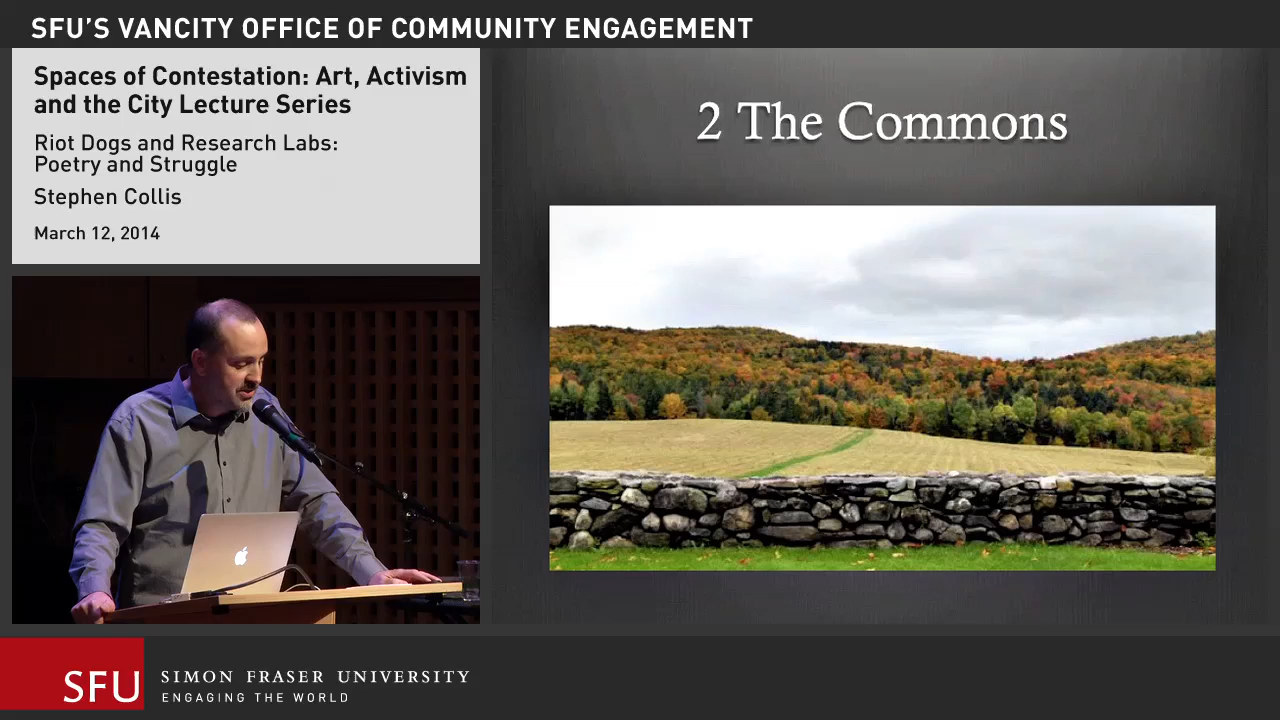 SFU'S VANCITY OFFICE OF COMMUNITY ENGAGEMENT
Spaces of Contestation: Art, Activism
and the City Lecture Series
Riot Dogs and Research Labs:
Poetry and Struggle
Stephen Collis
March 12, 2014
2 The Commons
SFU
SIMON FRASER UNIVERSITY
ENGAGING THE WORLD